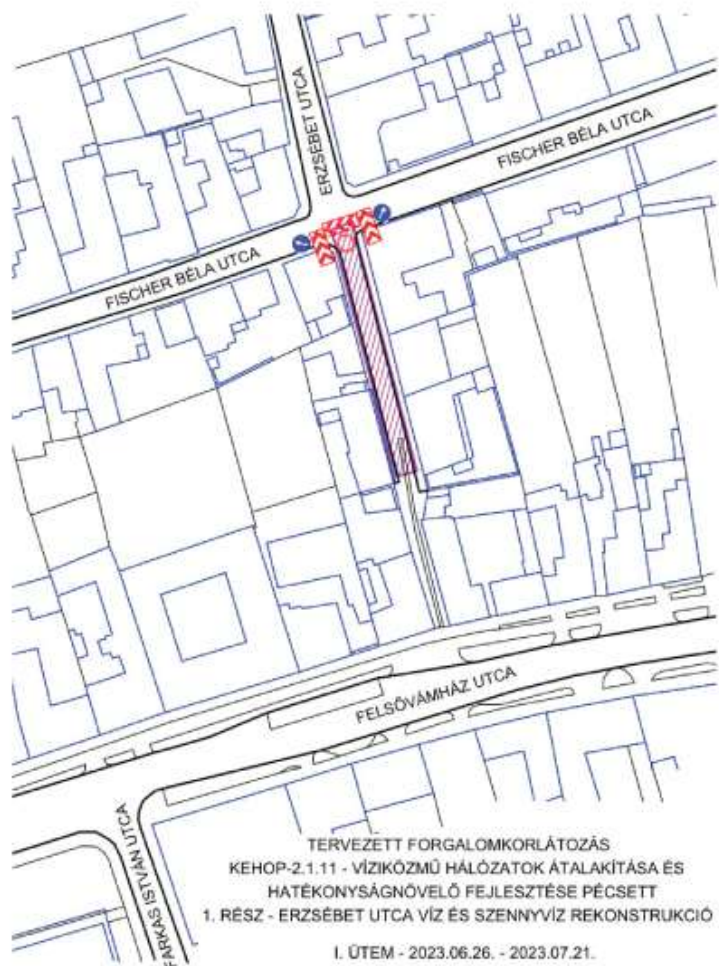 ERZSÉBET UTCA
FISCHER BÉLA UTCA
FISCHER BÉLA UTCA
FELSŐVÁMHÁZ UTCA
FARKAS ISTVÁN UTCA
TERVEZETT FORGALOMKORLÁTOZÁS
KEHOP-2.1.11 - VÍZIKÖZMŰ HÁLÓZATOK ÁTALAKÍTÁSA ÉS
HATÉKONYSÁGNÖVELŐ FEJLESZTÉSE PÉCSETT
1. RÉSZ - ERZSÉBET UTCA VÍZ ÉS SZENNYVÍZ REKONSTRUKCIÓ
I. ÜTEM - 2023.06.26. - 2023.07.21.